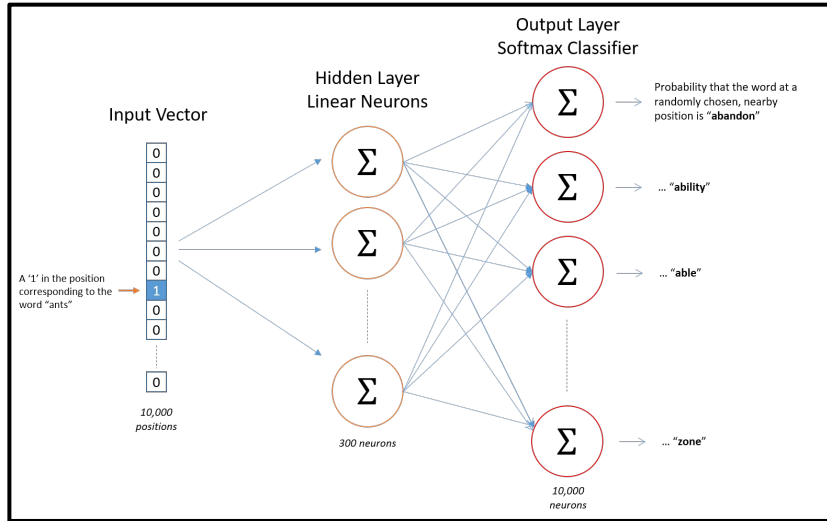 Output Layer
Softmax Classifier
Hidden Layer
Linear Neurons
Input Vector
0
0
0
0
0
0
0
1
0
0
0
A '1' in the position
corresponding to the
word "ants"
10,000
positions
Σ
Σ
Σ
300 neurons
Σ
Σ
Σ
Σ
10,000
neurons
Probability that the word at a
randomly chosen, nearby
position is "abandon"
... "ability"
... "able"
... "zone"